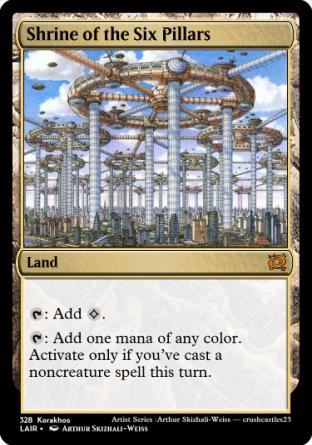 Shrine of the Six Pillars
Land
: Add .
: Add one mana of any color.
Activate only if you've cast a
noncreature spell this turn.
328 Korakhos
Artist Series :Arthur Skizhali-Weiss — crushcastles23
LAIR • Arthur Skizhali-Weiss